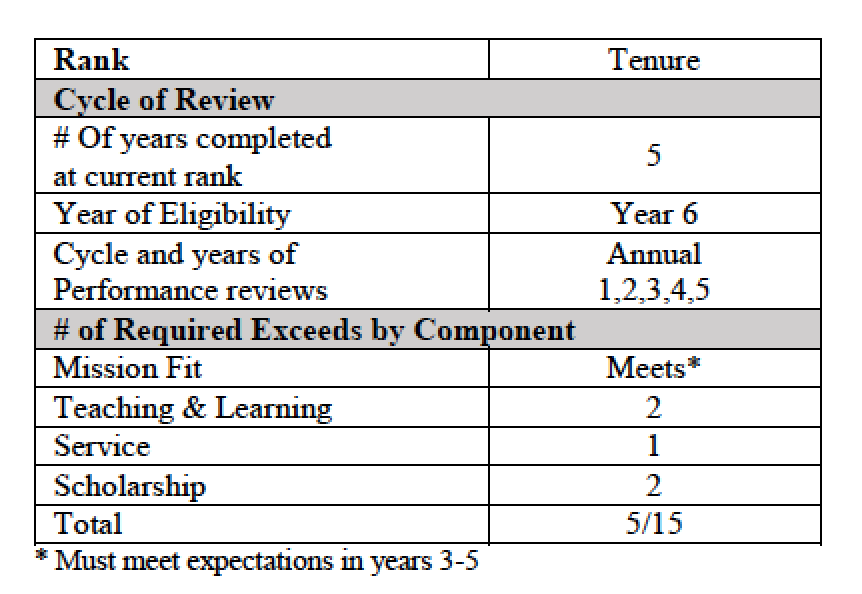 Rank Tenure
Cycle of Review
# Of years completed
at current rank
5
Year of Eligibility Year 6
Cycle and years of Annual
Performance reviews 1,2,3,4,5
# of Required Exceeds by Component
Mission Fit Meets*
Teaching & Learning 2
Service 1
Scholarship 2
Total 5/15
* Must meet expectations in years 3-5